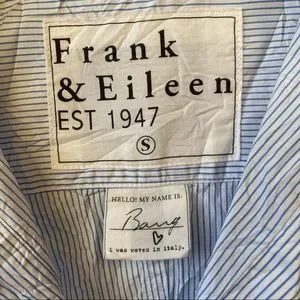 Frank
& Eileen
EST 1947
S
HELLO! MY NAME IS:
Barry
i was woven in italy.